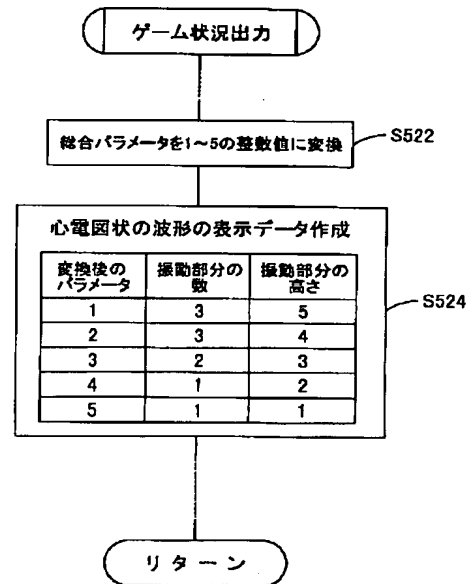 ゲーム状況出力
総合パラメータを1~5の整数値に変換
S522
心電図状の波形の表示データ作成
変換後の
パラメータ
振動部分の
数
振動部分の
高さ
1 3 5
2 3 4
3 2 3
4 1 2
5 1 1
S524
リターン